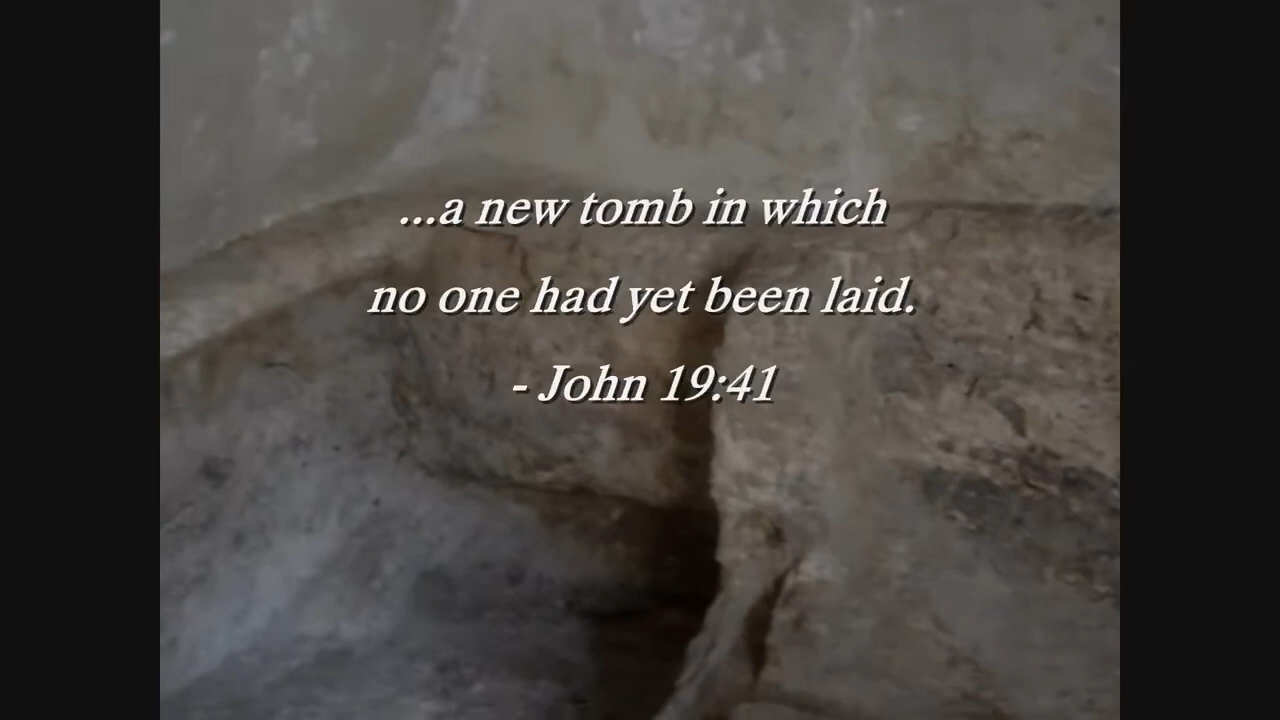 ...a new tomb in which
no one had yet been laid.
- John 19:41